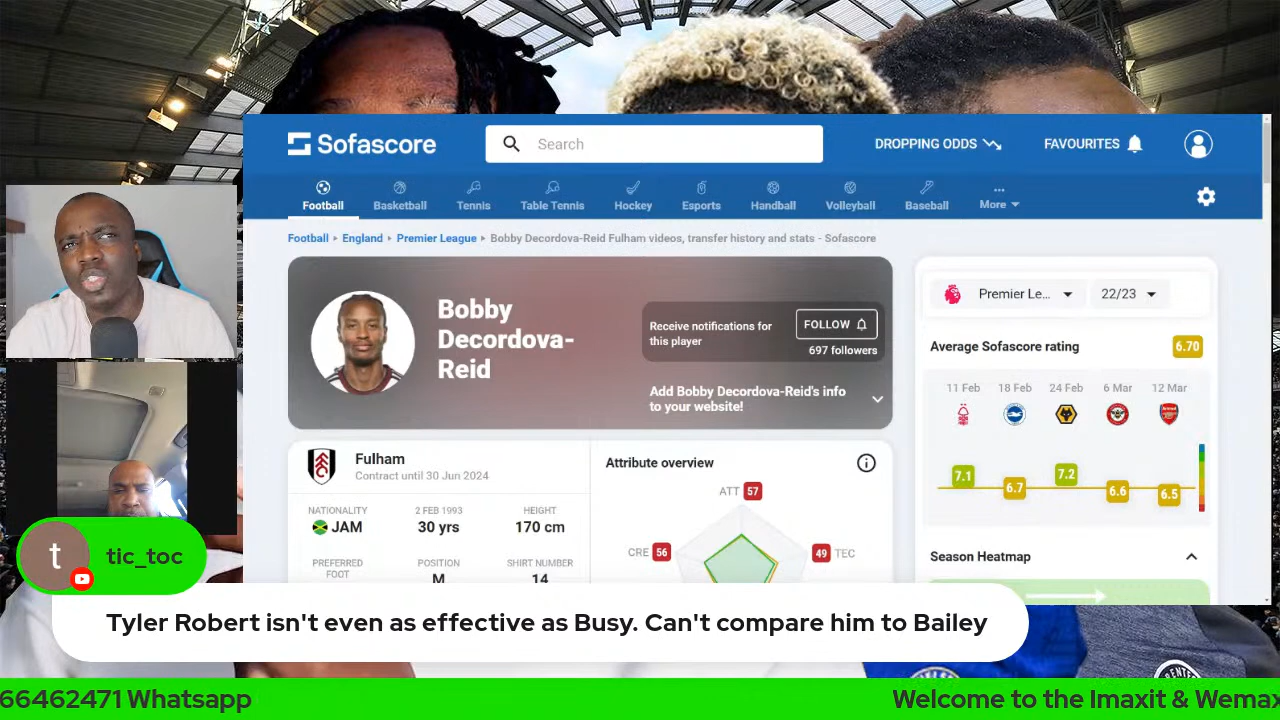 Sofascore
Search
DROPPING ODDS
FAVOURITES
Football
Basketball
Tennis
Table Tennis
Hockey
Esports
Handball
Volleyball
Baseball
More
Football England Premier League Bobby Decordova-Reid Fulham videos, transfer history and stats - Sofascore
Bobby
Decordova-
Reid
Receive notifications for
this player
FOLLOW
697 followers
Add Bobby Decordova-Reid's info
to your website!
Premier Le...
22/23
Average Sofascore rating
6.70
11 Feb
18 Feb
24 Feb
6 Mar
12 Mar
7.1
6.7
7.2
6.6
6.5
Season Heatmap
Fulham
Contract until 30 Jun 2024
NATIONALITY
JAM
2 FEB 1993
30 yrs
HEIGHT
170 cm
PREFERRED
FOOT
POSITION
M
SHIRT NUMBER
14
Attribute overview
ATT 57
CRE 56
49 TEC
t
tic_toc
Tyler Robert isn't even as effective as Busy. Can't compare him to Bailey
66462471 Whatsapp
Welcome to the Imaxit & Wemax